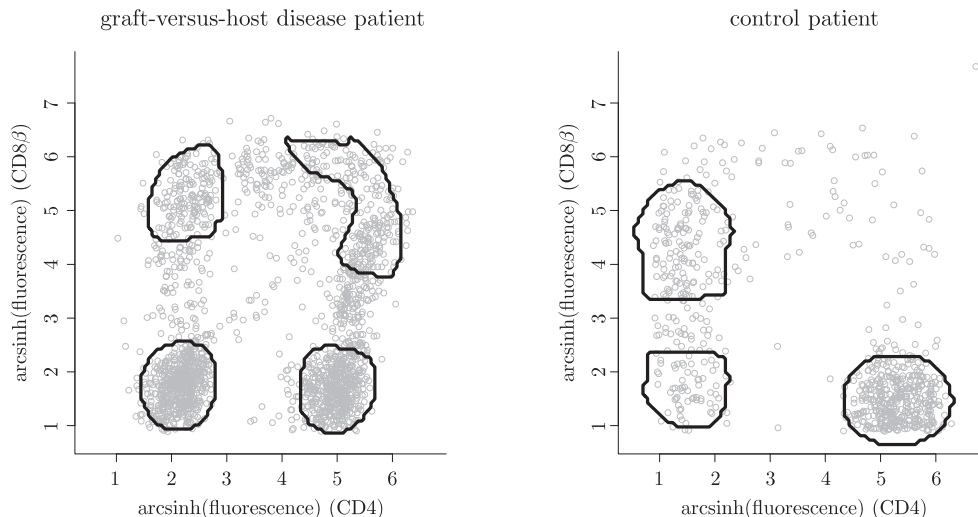 graft-versus-host disease patient
arcsinh(fluorescence) (CD8β)
7
6
5
4
3
2
1
1 2 3 4 5 6
arcsinh(fluorescence) (CD4)
control patient
arcsinh(fluorescence) (CD8β)
7
6
5
4
3
2
1
1 2 3 4 5 6
arcsinh(fluorescence) (CD4)